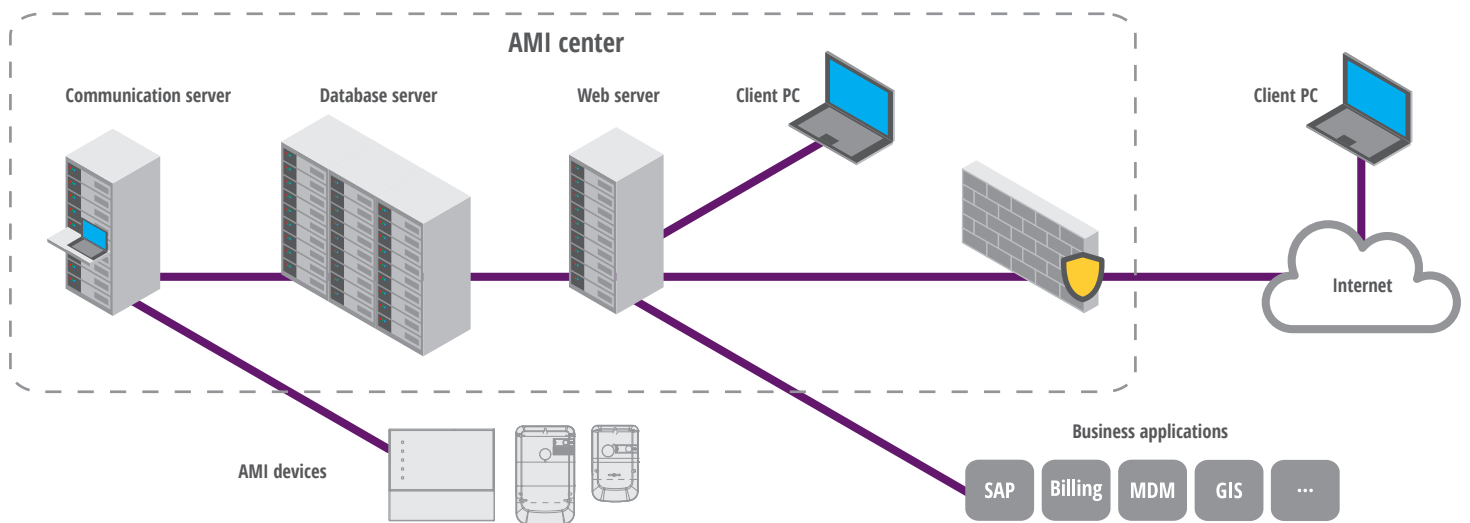 AMI center
Communication server
Database server
Web server
Client PC
Client PC
Internet
AMI devices
Business applications
SAP
Billing
MDM
GIS
...